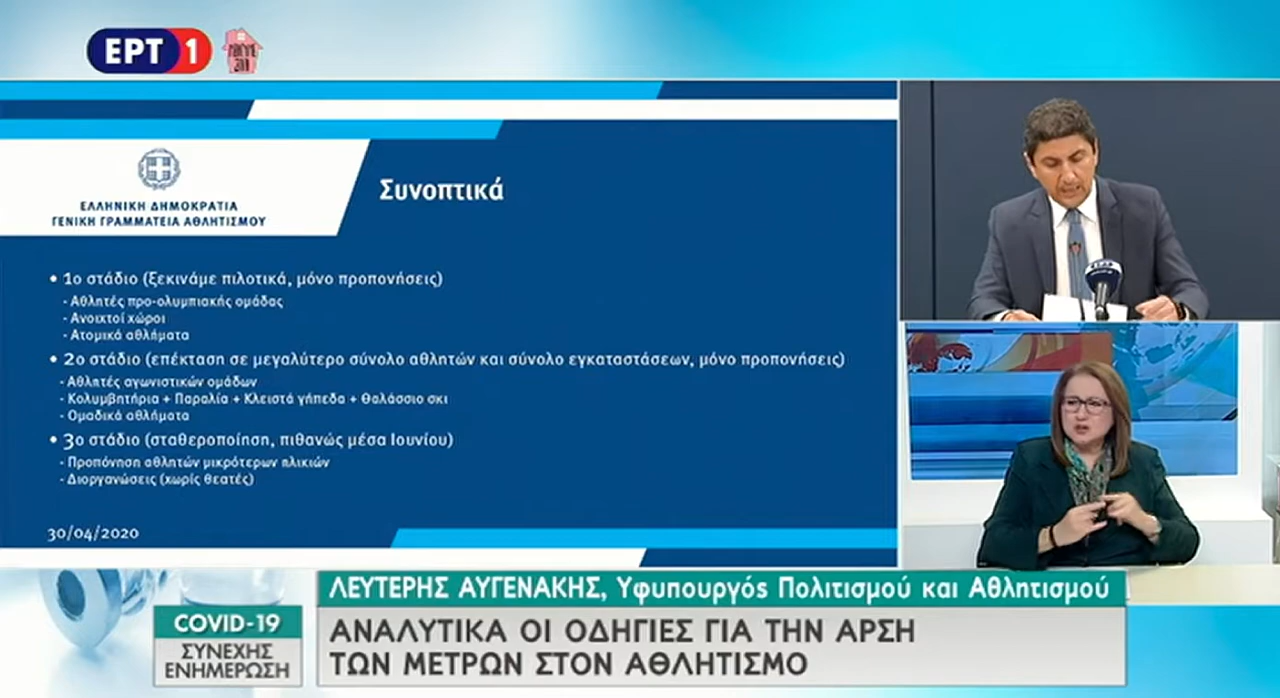 ΕΡΤ 1
ΕΛΛΗΝΙΚΗ ΔΗΜΟΚΡΑΤΙΑ
ΓΕΝΙΚΗ ΓΡΑΜΜΑΤΕΙΑ ΑΘΛΗΤΙΣΜΟΥ
Συνοπτικά
• 1ο στάδιο (ξεκινάμε πιλοτικά, μόνο προπονήσεις)
- Αθλητές προ-ολυμπιακής ομάδας
- Ανοιχτοί χώροι
- Ατομικά αθλήματα
• 2ο στάδιο (επέκταση σε μεγαλύτερο σύνολο αθλητών και σύνολο εγκαταστάσεων, μόνο προπονήσεις)
- Αθλητές αγωνιστικών ομάδων
- Κολυμβητήρια + Παραλία + Κλειστά γήπεδα + Θαλάσσιο σκι
- Ομαδικά αθλήματα
• 3ο στάδιο (σταθεροποίηση, πιθανώς μέσα Ιουνίου)
- Προπόνηση αθλητών μικρότερων ηλικιών
- Διοργανώσεις (χωρίς θεατές)
30/04/2020
ΛΕΥΤΕΡΗΣ ΑΥΓΕΝΑΚΗΣ, Υφυπουργός Πολιτισμού και Αθλητισμού
COVID-19
ΣΥΝΕΧΗΣ
ΕΝΗΜΕΡΩΣΗ
ΑΝΑΛΥΤΙΚΑ ΟΙ ΟΔΗΓΙΕΣ ΓΙΑ ΤΗΝ ΑΡΣΗ
ΤΩΝ ΜΕΤΡΩΝ ΣΤΟΝ ΑΘΛΗΤΙΣΜΟ